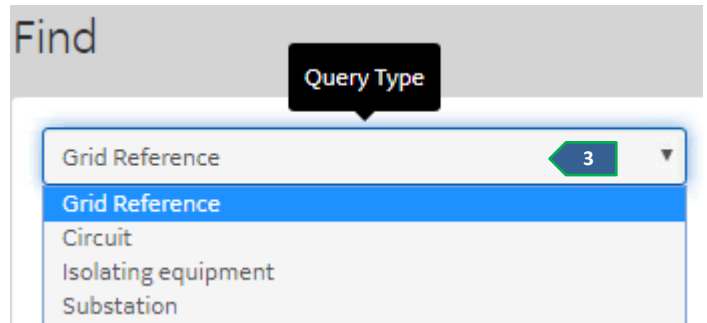 Find
Query Type
Grid Reference 3
Grid Reference
Circuit
Isolating equipment
Substation